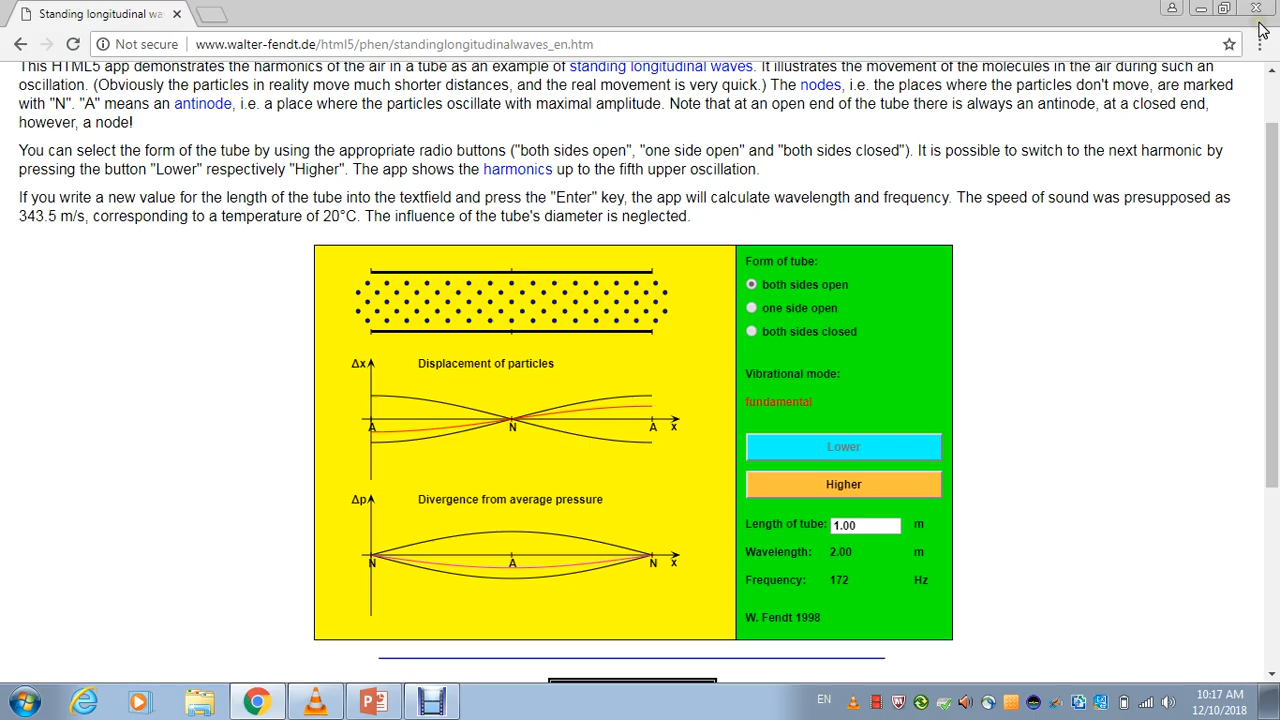 Standing longitudinal wa
Not secure
www.walter-fendt.de/html5/phen/standinglongitudinalwaves_en.htm
This HTML5 app demonstrates the harmonics of the air in a tube as an example of standing longitudinal waves. It illustrates the movement of the molecules in the air during such an
oscillation. (Obviously the particles in reality move much shorter distances, and the real movement is very quick.) The nodes, i.e. the places where the particles don't move, are marked
with "N". "A" means an antinode, i.e. a place where the particles oscillate with maximal amplitude. Note that at an open end of the tube there is always an antinode, at a closed end,
however, a node!
You can select the form of the tube by using the appropriate radio buttons ("both sides open", "one side open" and "both sides closed"). It is possible to switch to the next harmonic by
pressing the button "Lower" respectively "Higher". The app shows the harmonics up to the fifth upper oscillation.
If you write a new value for the length of the tube into the textfield and press the "Enter" key, the app will calculate wavelength and frequency. The speed of sound was presupposed as
343.5 m/s, corresponding to a temperature of 20°C. The influence of the tube's diameter is neglected.
Δx
Displacement of particles
A N A x
Δp
Divergence from average pressure
N A N x
Form of tube:
both sides open
one side open
both sides closed
Vibrational mode:
fundamental
Lower
Higher
Length of tube: 1.00 m
Wavelength: 2.00 m
Frequency: 172 Hz
W. Fendt 1998
EN
10:17 AM
12/10/2018